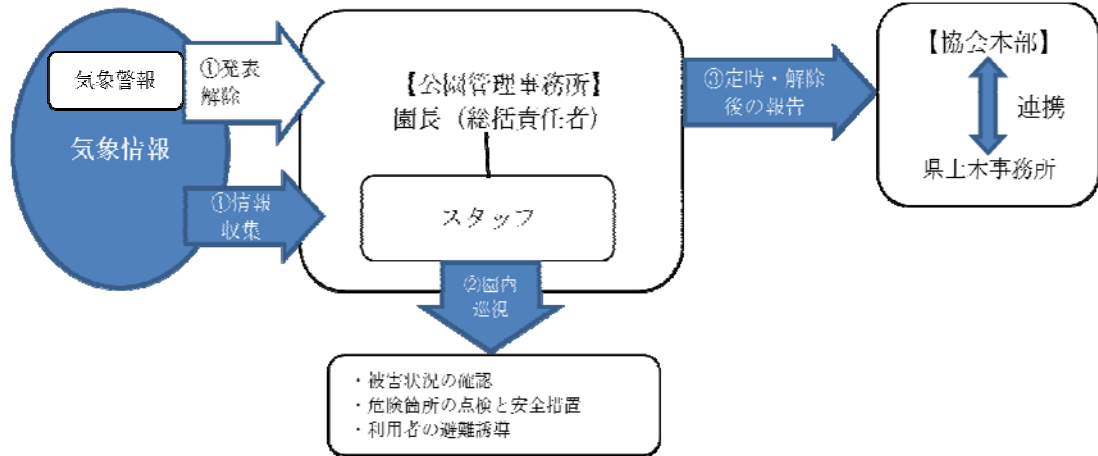 気象警報
気象情報
①発表
解除
①情報
収集
【公園管理事務所】
園長（総括責任者）
スタッフ
②園内
巡視
・被害状況の確認
・危険箇所の点検と安全措置
・利用者の避難誘導
③定時・解除
後の報告
【協会本部】
連携
県土木事務所